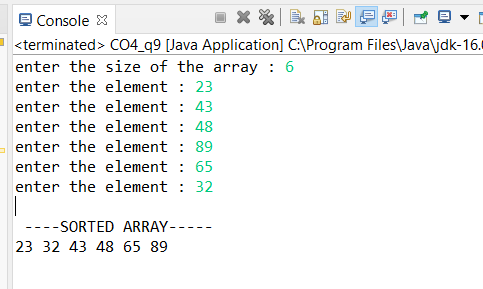 Console
<terminated> CO4_q9 [Java Application] C:\Program Files\Java\jdk-16.0
enter the size of the array : 6
enter the element : 23
enter the element : 43
enter the element : 48
enter the element : 89
enter the element : 65
enter the element : 32
----SORTED ARRAY-----
23 32 43 48 65 89